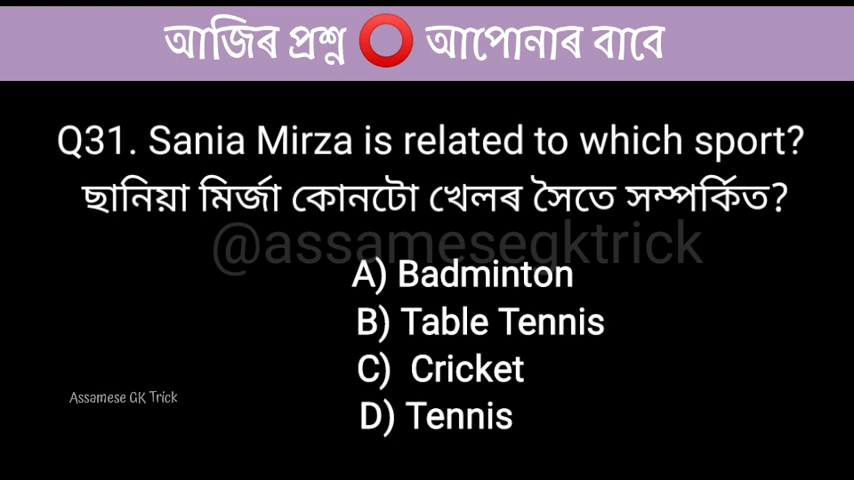 আজিৰ প্ৰশ্ন ⭕ আপোনাৰ বাবে
Q31. Sania Mirza is related to which sport?
ছানিয়া মিৰ্জা কোনটো খেলৰ সৈতে সম্পৰ্কিত?
@assamesegktrick
A) Badminton
B) Table Tennis
C) Cricket
Assamese GK Trick
D) Tennis